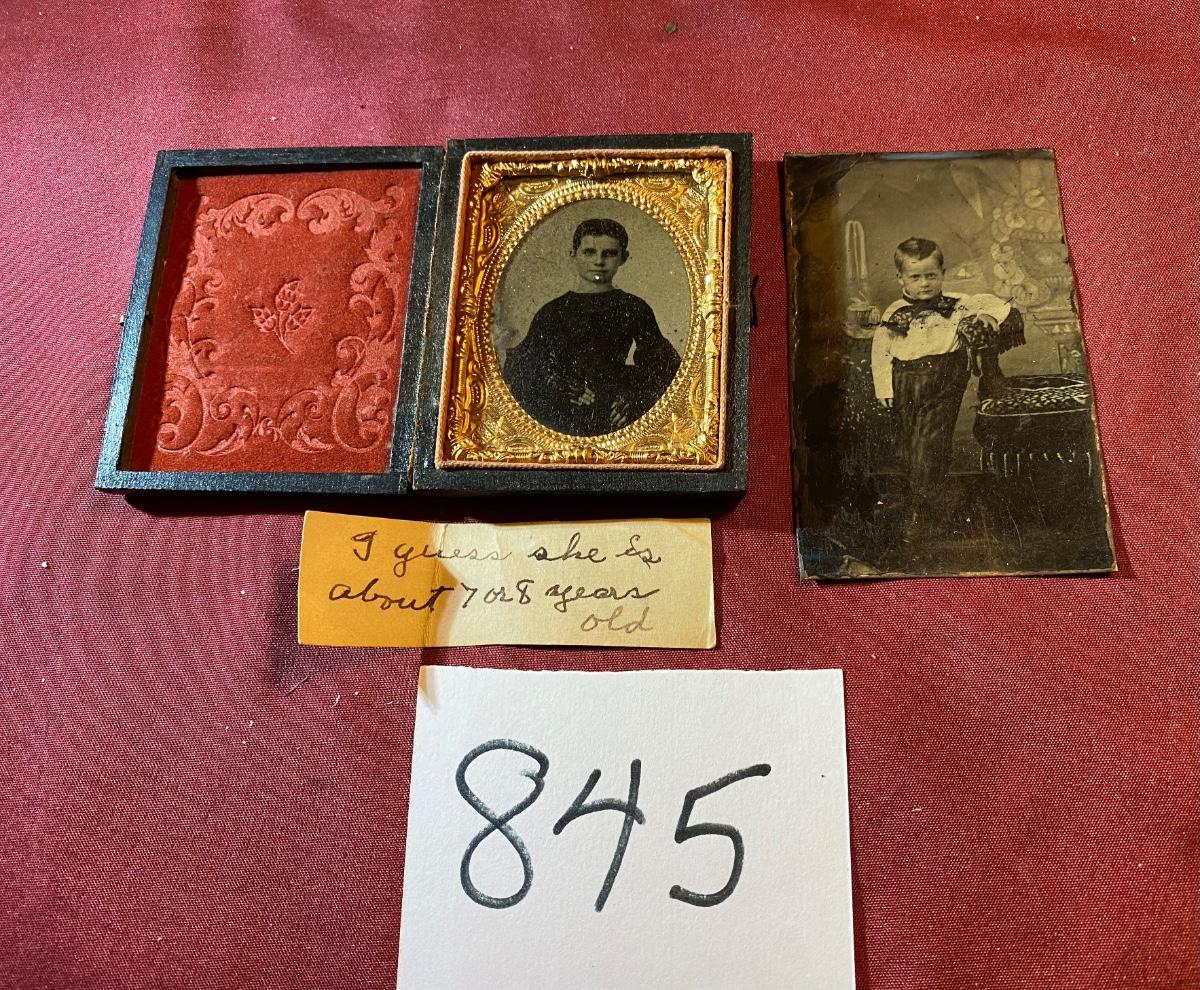 I guess she is
about 7 or 8 years
old
845